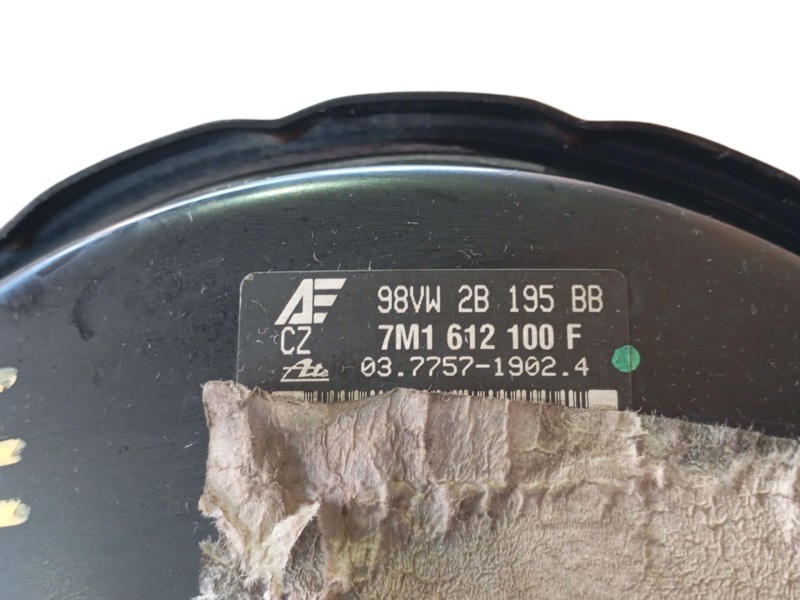 AE 98VW 2B 195 BB
CZ 7M1 612 100 F
Ate 03.7757-1902.4